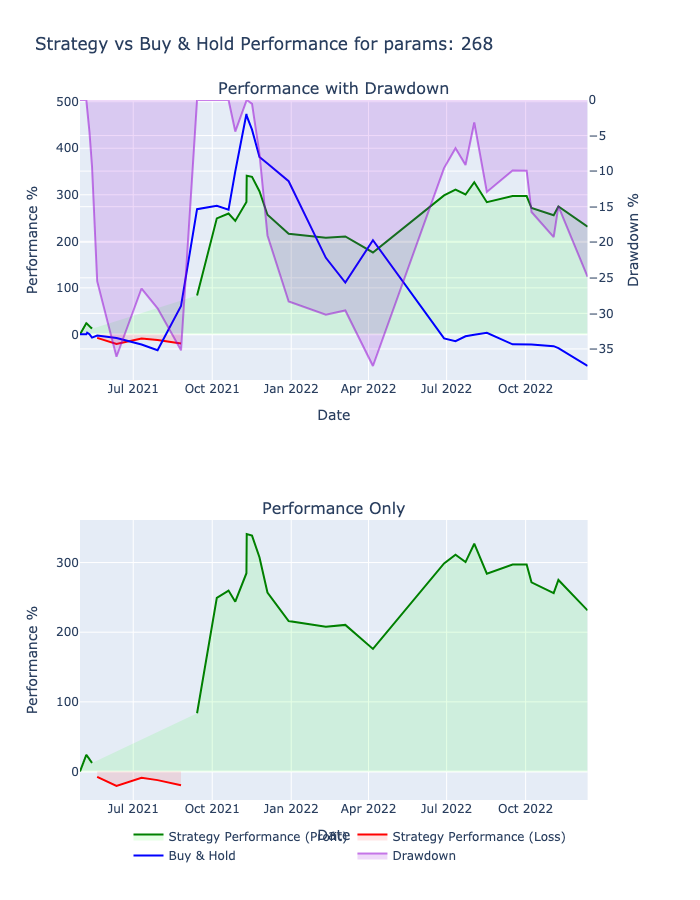 Strategy vs Buy & Hold Performance for params: 268
Performance with Drawdown
500
400
300
200
100
0
Performance %
0
−5
−10
−15
−20
−25
−30
−35
Drawdown %
Jul 2021 Oct 2021 Jan 2022 Apr 2022 Jul 2022 Oct 2022
Date
Performance Only
300
200
100
0
Performance %
Jul 2021 Oct 2021 Jan 2022 Apr 2022 Jul 2022 Oct 2022
Date
Strategy Performance (Profit) Strategy Performance (Loss)
Buy & Hold Drawdown